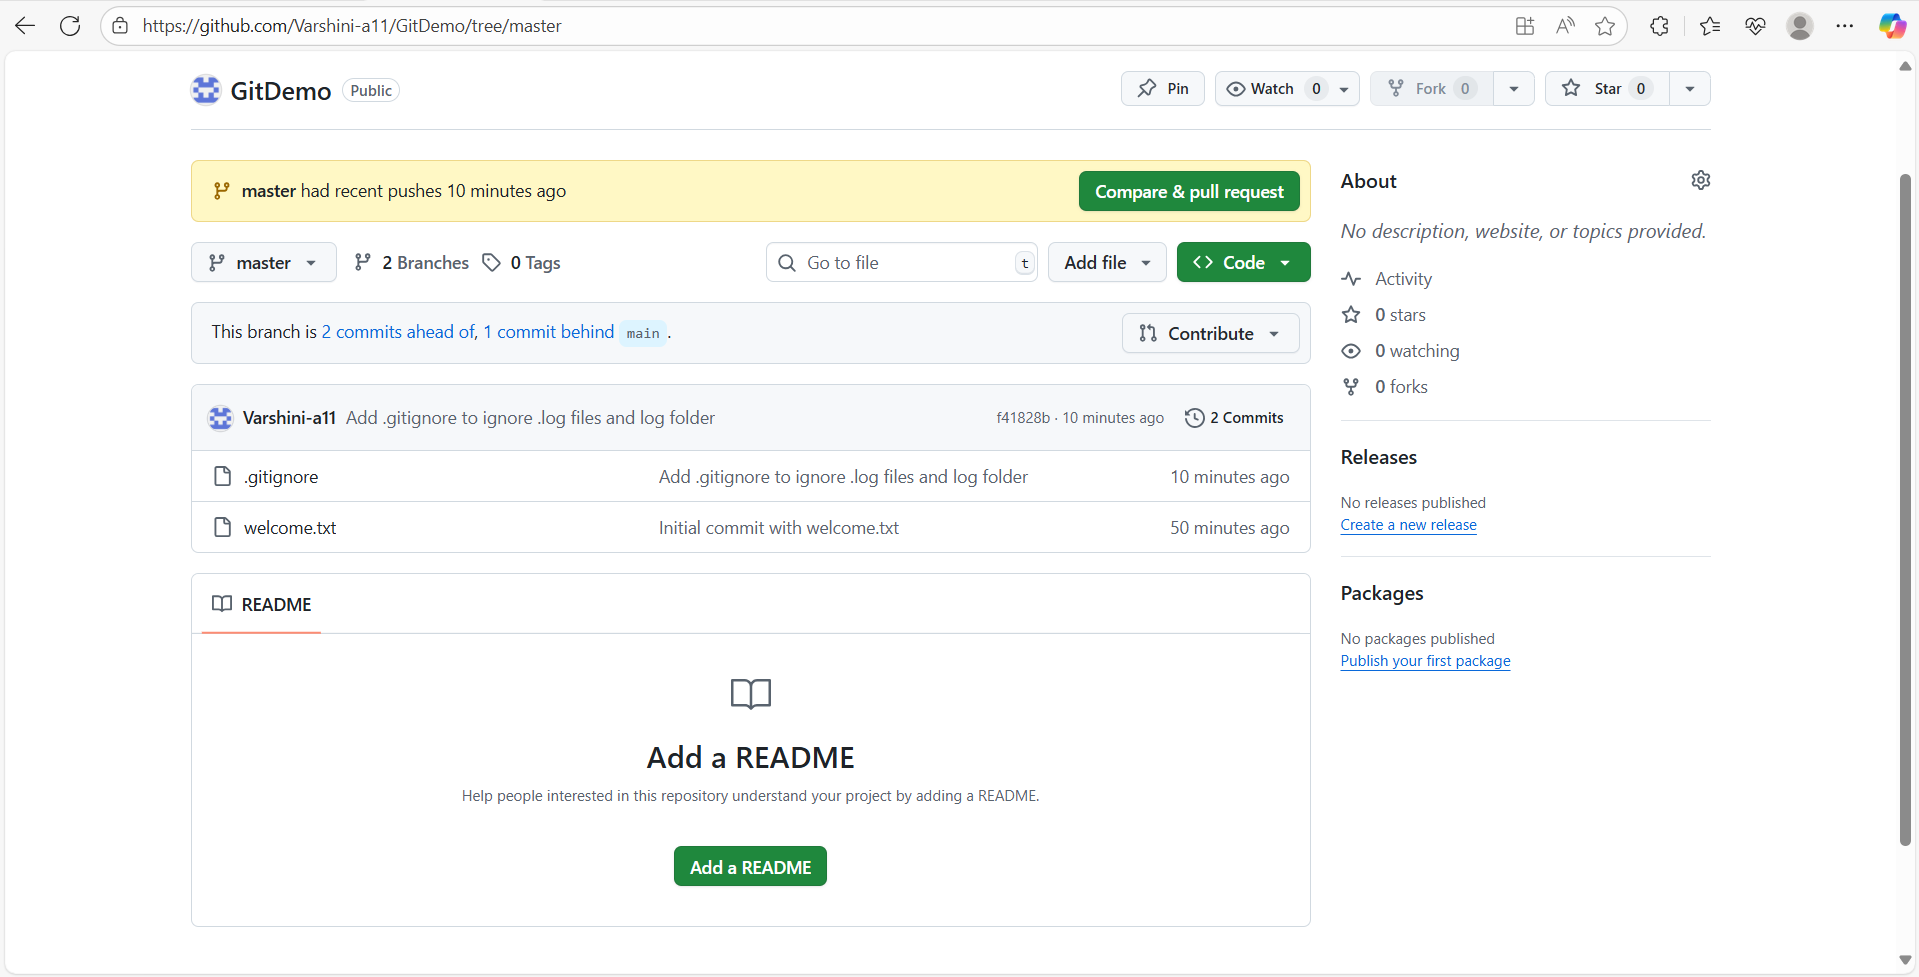 https://github.com/Varshini-a11/GitDemo/tree/master
GitDemo Public
Pin
Watch 0
Fork 0
Star 0
master had recent pushes 10 minutes ago
Compare & pull request
master
2 Branches
0 Tags
Go to file
t
Add file
Code
This branch is 2 commits ahead of, 1 commit behind main .
Contribute
Varshini-a11 Add .gitignore to ignore .log files and log folder
f41828b · 10 minutes ago
2 Commits
.gitignore
Add .gitignore to ignore .log files and log folder
10 minutes ago
welcome.txt
Initial commit with welcome.txt
50 minutes ago
README
Add a README
Help people interested in this repository understand your project by adding a README.
Add a README
About
No description, website, or topics provided.
Activity
0 stars
0 watching
0 forks
Releases
No releases published
Create a new release
Packages
No packages published
Publish your first package